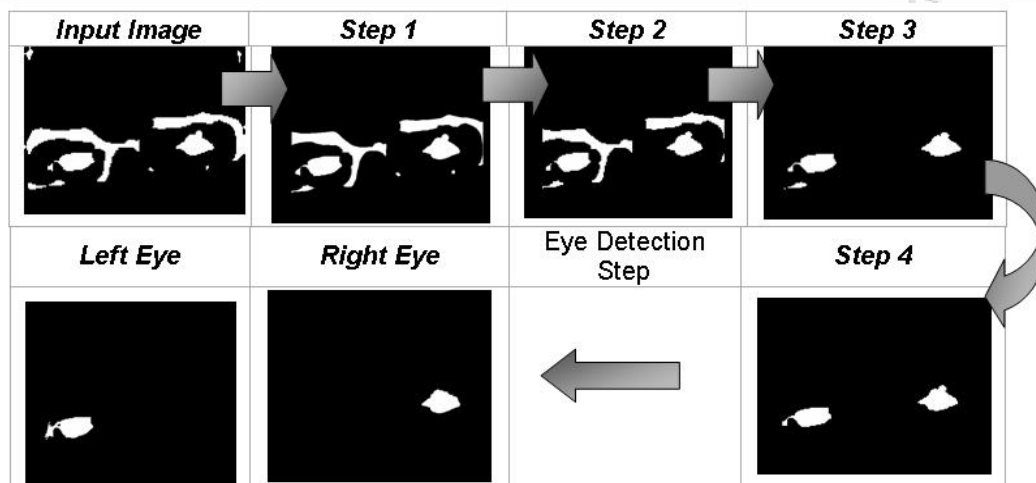 Input Image
Step 1
Step 2
Step 3
Left Eye
Right Eye
Eye Detection
Step
Step 4